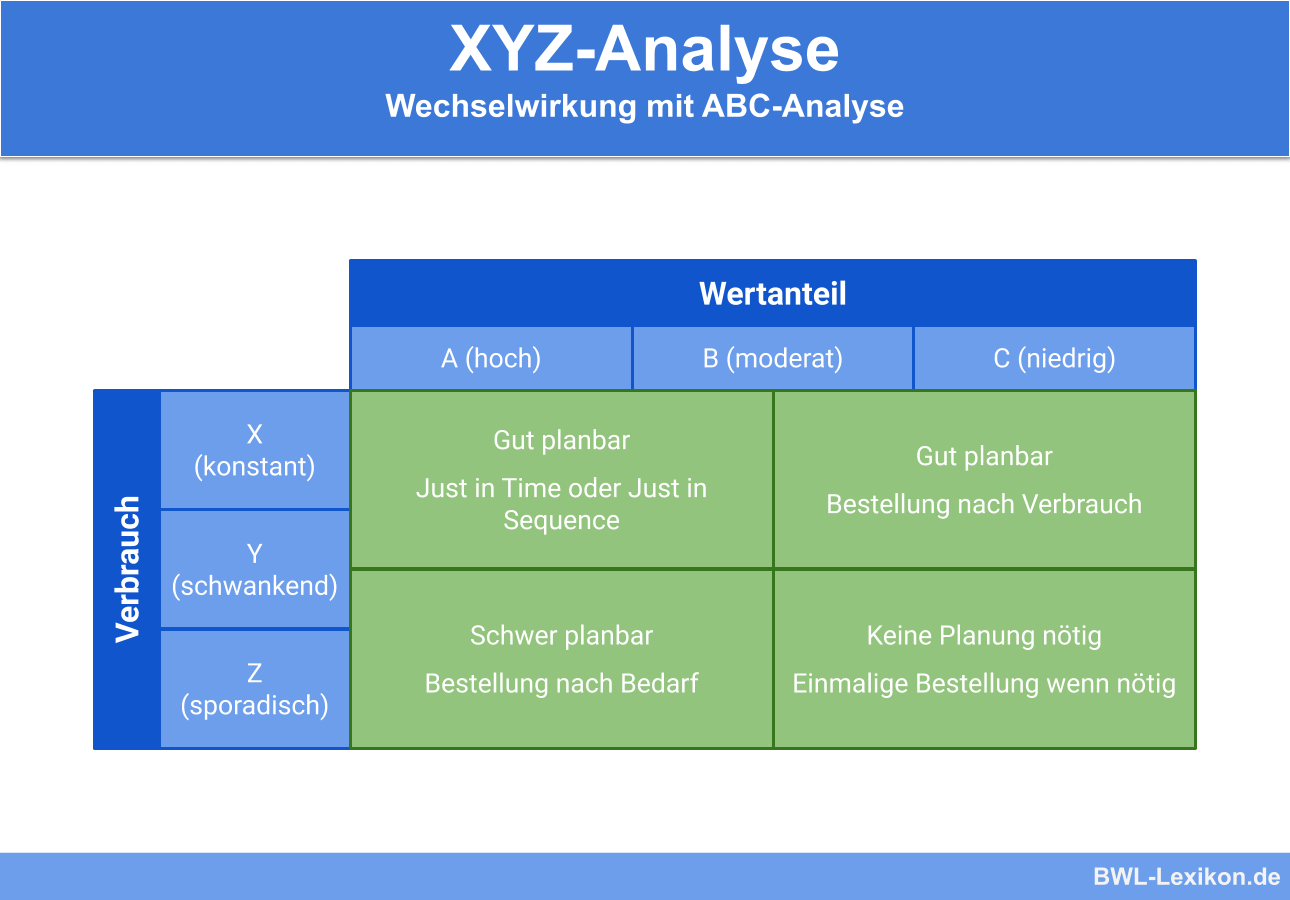 XYZ-Analyse
Wechselwirkung mit ABC-Analyse
Wertanteil
A (hoch)
B (moderat)
C (niedrig)
Verbrauch
X
(konstant)
Gut planbar
Just in Time oder Just in
Sequence
Gut planbar
Bestellung nach Verbrauch
Y
(schwankend)
Z
(sporadisch)
Schwer planbar
Bestellung nach Bedarf
Keine Planung nötig
Einmalige Bestellung wenn nötig
BWL-Lexikon.de